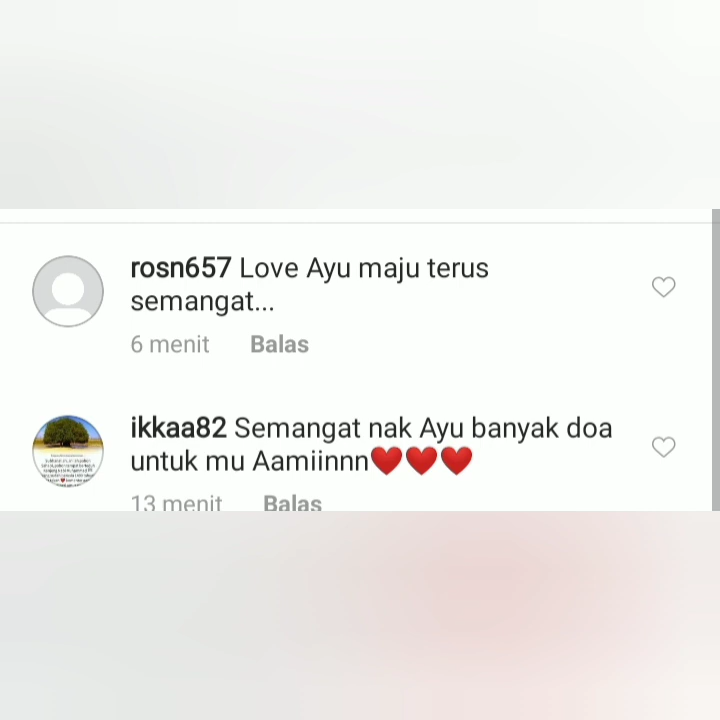 rosn657 Love Ayu maju terus
semangat...
6 menit Balas
ikkaa82 Semangat nak Ayu banyak doa
untuk mu Aamiinnn❤️❤️❤️
13 menit Balas